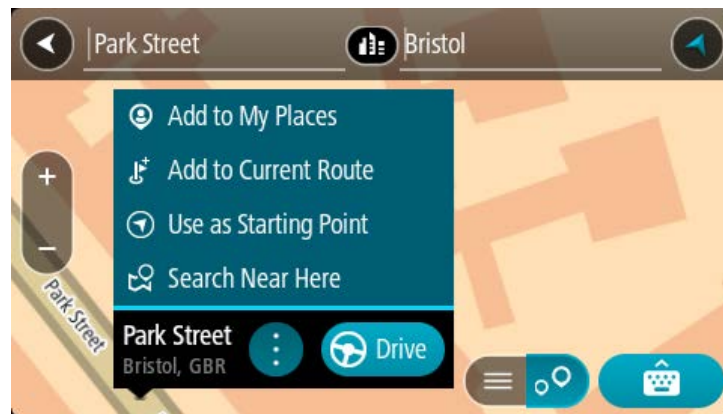 Park Street Bristol
Add to My Places
Add to Current Route
Use as Starting Point
Search Near Here
Park Street
Park Street
Bristol, GBR
Drive